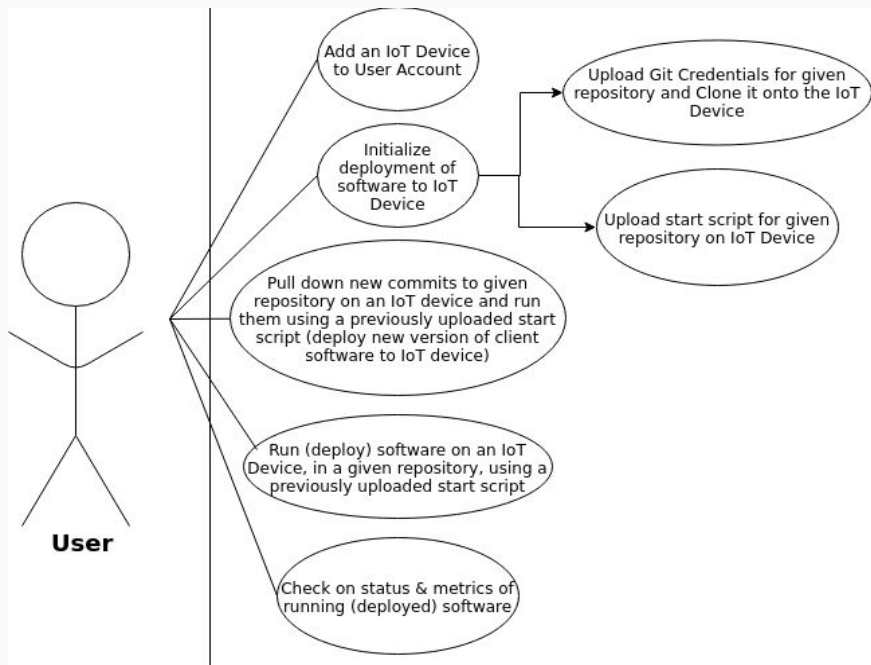 Add an IoT Device
to User Account
Upload Git Credentials for given
repository and Clone it onto the IoT
Device
Initialize
deployment of
software to IoT
Device
Upload start script for given
repository on IoT Device
Pull down new commits to given
repository on an IoT device and run
them using a previously uploaded start
script (deploy new version of client
software to IoT device)
Run (deploy) software on an IoT
Device, in a given repository, using a
previously uploaded start script
User
Check on status & metrics of
running (deployed) software